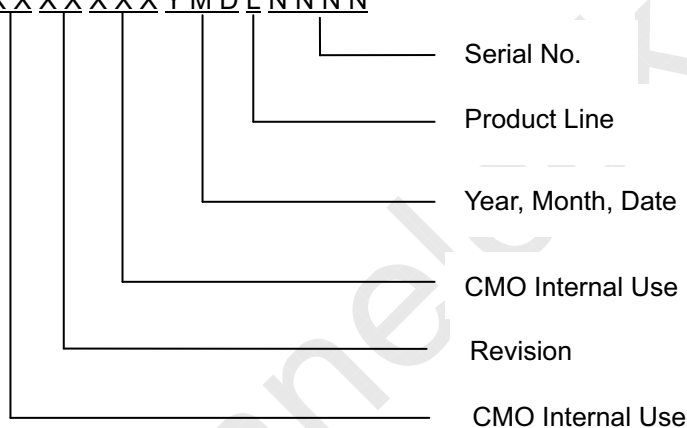 X X X X X X X Y M D L N N N N
Serial No.
Product Line
Year, Month, Date
CMO Internal Use
Revision
CMO Internal Use